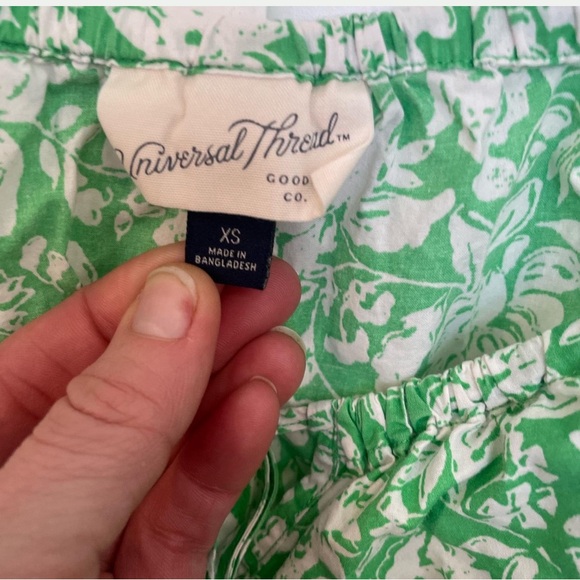 Universal Thread™
GOOD
CO.
XS
MADE IN
BANGLADESH